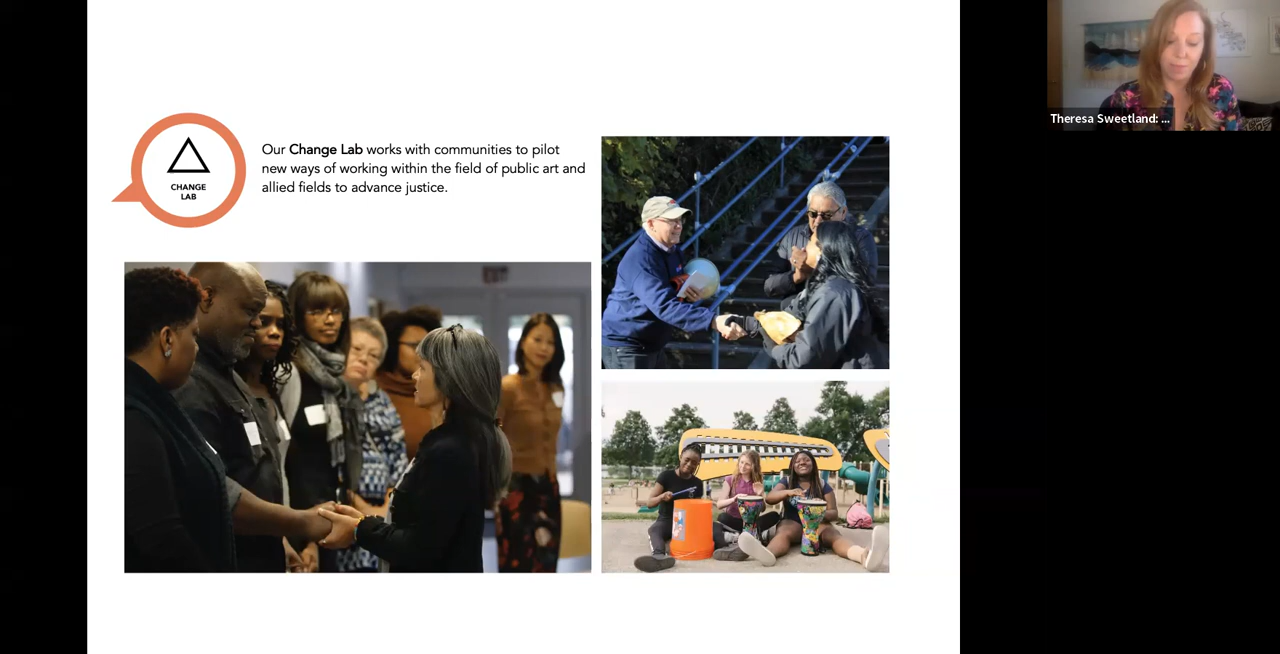 Theresa Sweetland: ...
CHANGE
LAB
Our Change Lab works with communities to pilot
new ways of working within the field of public art and
allied fields to advance justice.